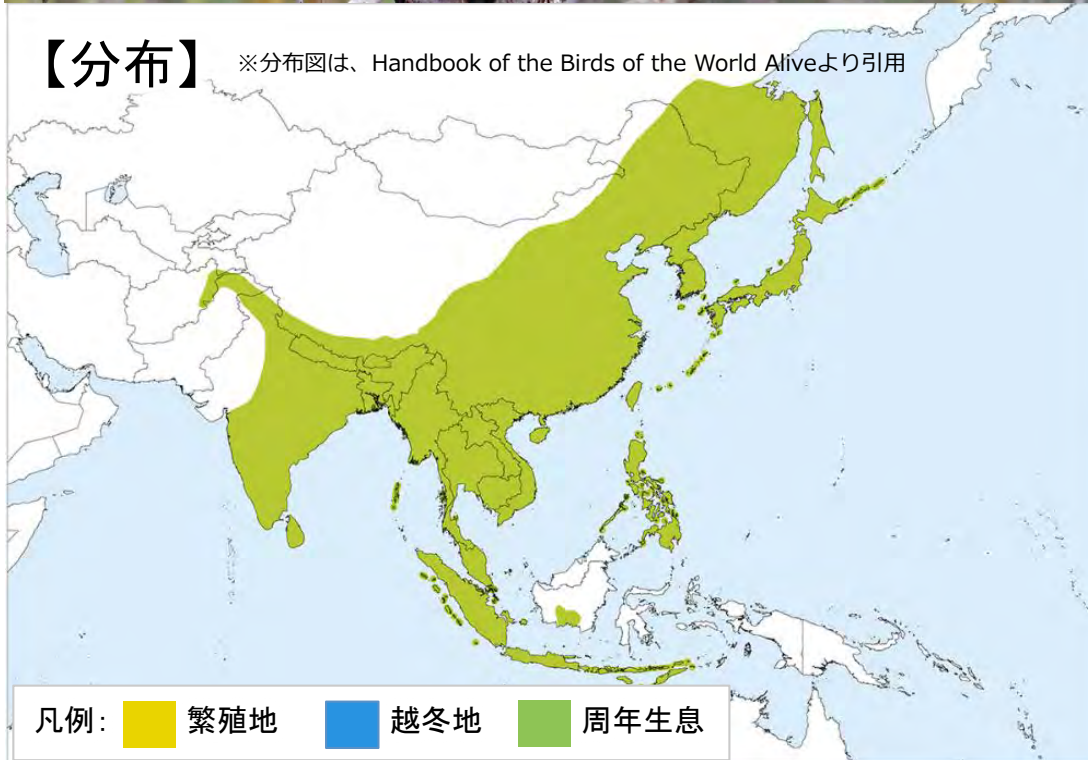 【分布】 ※分布図は、Handbook of the Birds of the World Aliveより引用
凡例: 繁殖地 越冬地 周年生息